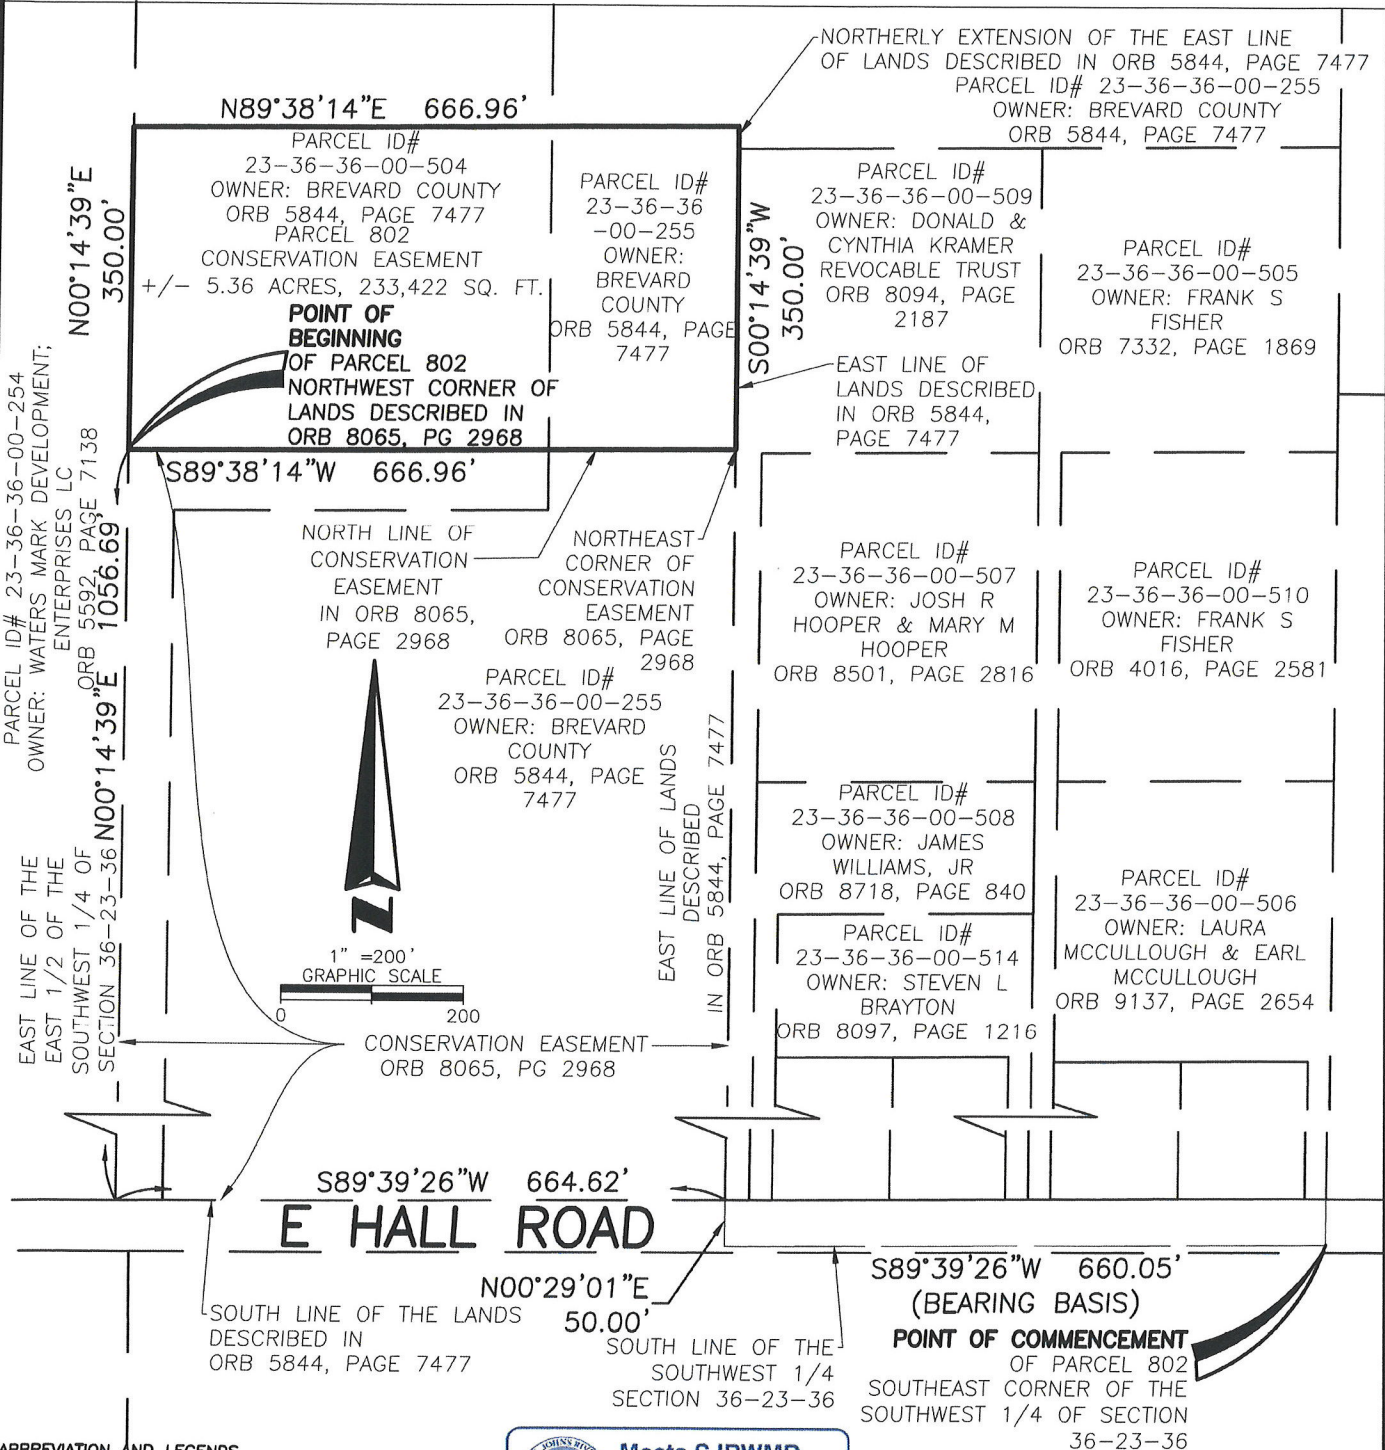 NORTHERLY EXTENSION OF THE EAST LINE
OF LANDS DESCRIBED IN ORB 5844, PAGE 7477
PARCEL ID# 23-36-36-00-255
OWNER: BREVARD COUNTY
ORB 5844, PAGE 7477
N89°38'14"E 666.96'
N00°14'39"E
350.00'
PARCEL ID#
23-36-36-00-504
OWNER: BREVARD COUNTY
ORB 5844, PAGE 7477
PARCEL 802
CONSERVATION EASEMENT
+/- 5.36 ACRES, 233,422 SQ. FT.
POINT OF
BEGINNING
OF PARCEL 802
NORTHWEST CORNER OF
LANDS DESCRIBED IN
ORB 8065, PG 2968
PARCEL ID#
23-36-36
-00-255
OWNER:
BREVARD
COUNTY
ORB 5844, PAGE
7477
S00°14'39"W
350.00'
PARCEL ID#
23-36-36-00-509
OWNER: DONALD &
CYNTHIA KRAMER
REVOCABLE TRUST
ORB 8094, PAGE
2187
PARCEL ID#
23-36-36-00-505
OWNER: FRANK S
FISHER
ORB 7332, PAGE 1869
EAST LINE OF
LANDS DESCRIBED
IN ORB 5844,
PAGE 7477
S89°38'14"W 666.96'
PARCEL ID# 23-36-36-00-254
OWNER: WATERS MARK DEVELOPMENT;
ENTERPRISES LC
ORB 5592, PAGE 7138
N00°14'39"E 1056.69'
NORTH LINE OF
CONSERVATION
EASEMENT
IN ORB 8065,
PAGE 2968
NORTHEAST
CORNER OF
CONSERVATION
EASEMENT
ORB 8065, PAGE
2968
PARCEL ID#
23-36-36-00-255
OWNER: BREVARD
COUNTY
ORB 5844, PAGE
7477
PARCEL ID#
23-36-36-00-507
OWNER: JOSH R
HOOPER & MARY M
HOOPER
ORB 8501, PAGE 2816
PARCEL ID#
23-36-36-00-510
OWNER: FRANK S
FISHER
ORB 4016, PAGE 2581
EAST LINE OF LANDS
DESCRIBED
IN ORB 5844, PAGE 7477
PARCEL ID#
23-36-36-00-508
OWNER: JAMES
WILLIAMS, JR
ORB 8718, PAGE 840
PARCEL ID#
23-36-36-00-514
OWNER: STEVEN L
BRAYTON
ORB 8097, PAGE 1216
PARCEL ID#
23-36-36-00-506
OWNER: LAURA
MCCULLOUGH & EARL
MCCULLOUGH
ORB 9137, PAGE 2654
EAST LINE OF THE
EAST 1/2 OF THE
SOUTHWEST 1/4 OF
SECTION 36-23-36
N
1" =200'
GRAPHIC SCALE
0 200
CONSERVATION EASEMENT
ORB 8065, PG 2968
S89°39'26"W 664.62'
E HALL ROAD
N00°29'01"E
50.00'
S89°39'26"W 660.05'
(BEARING BASIS)
POINT OF COMMENCEMENT
OF PARCEL 802
SOUTHEAST CORNER OF THE
SOUTHWEST 1/4 OF SECTION
36-23-36
SOUTH LINE OF THE LANDS
DESCRIBED IN
ORB 5844, PAGE 7477
SOUTH LINE OF THE
SOUTHWEST 1/4
SECTION 36-23-36
ABBREVIATION AND LEGENDS
Meets SJRWMD